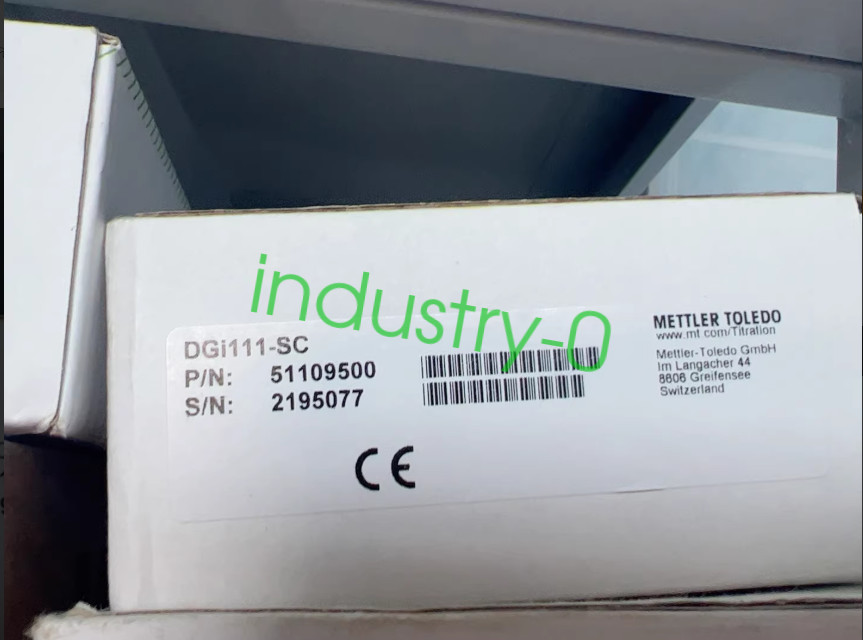 industry-0
DGi111-SC
P/N: 51109500
S/N: 2195077
CE
METTLER TOLEDO
www.mt.com/Titration
Mettler-Toledo GmbH
Im Langacher 44
8606 Greifensee
Switzerland